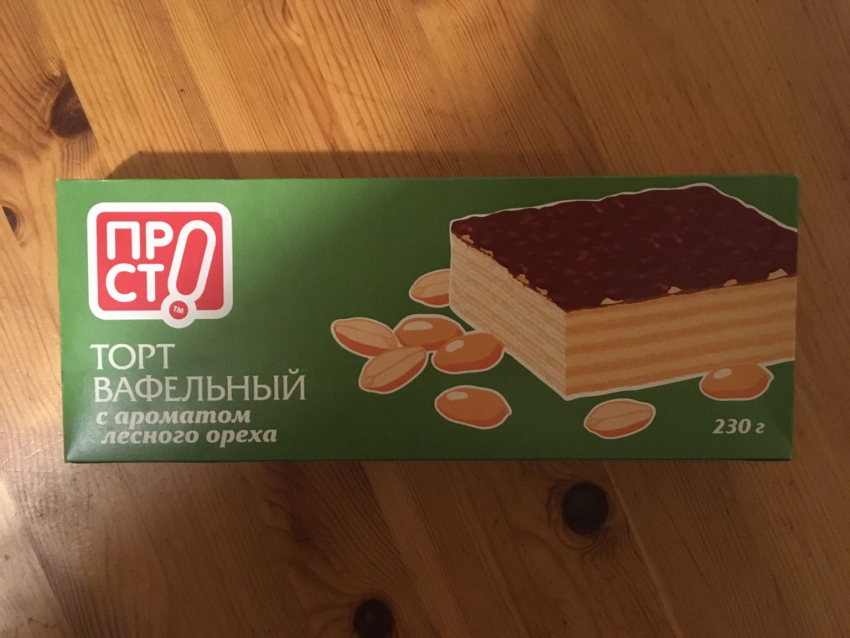 ПР
СТ!
ТМ
ТОРТ
ВАФЕЛЬНЫЙ
с ароматом
лесного ореха
230 г